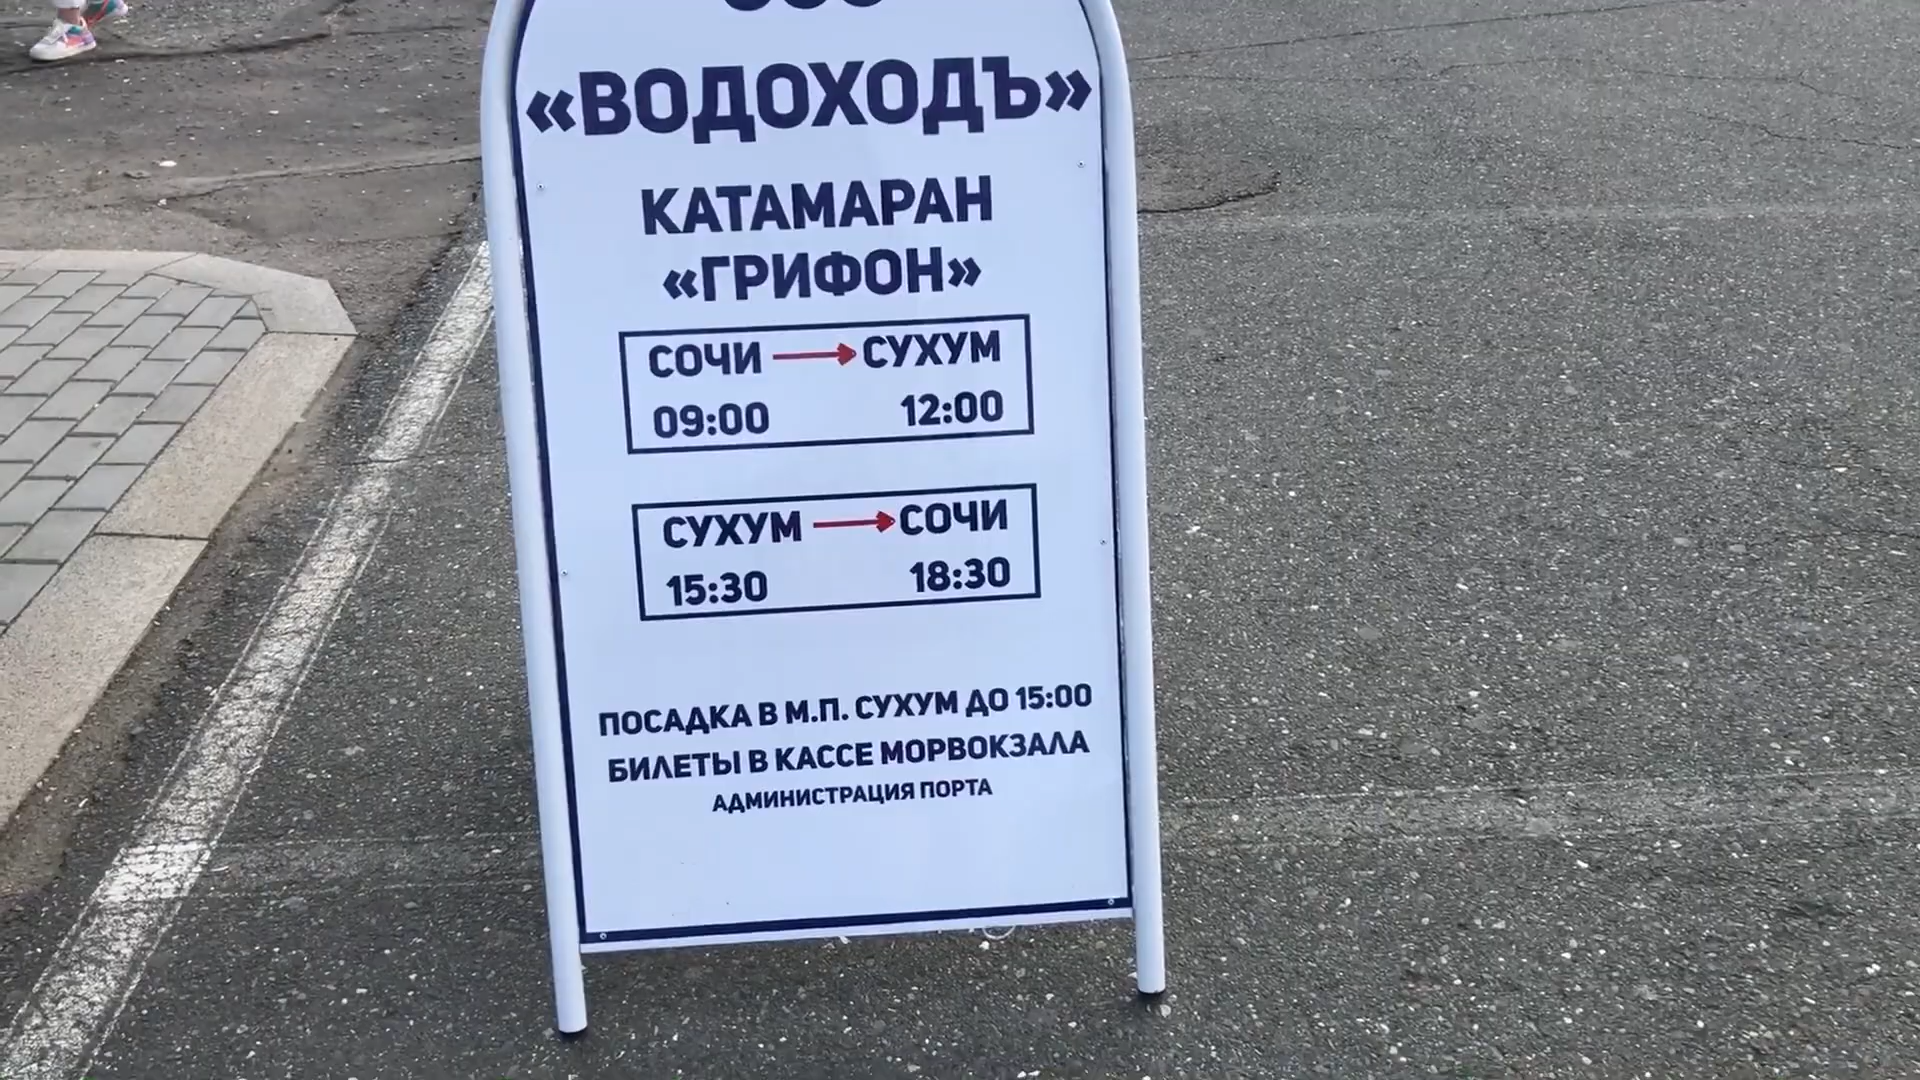 ООО
«ВОДОХОДЪ»
КАТАМАРАН
«ГРИФОН»
СОЧИ → СУХУМ
09:00 12:00
СУХУМ → СОЧИ
15:30 18:30
ПОСАДКА В М.П. СУХУМ ДО 15:00
БИЛЕТЫ В КАССЕ МОРВОКЗАЛА
АДМИНИСТРАЦИЯ ПОРТА